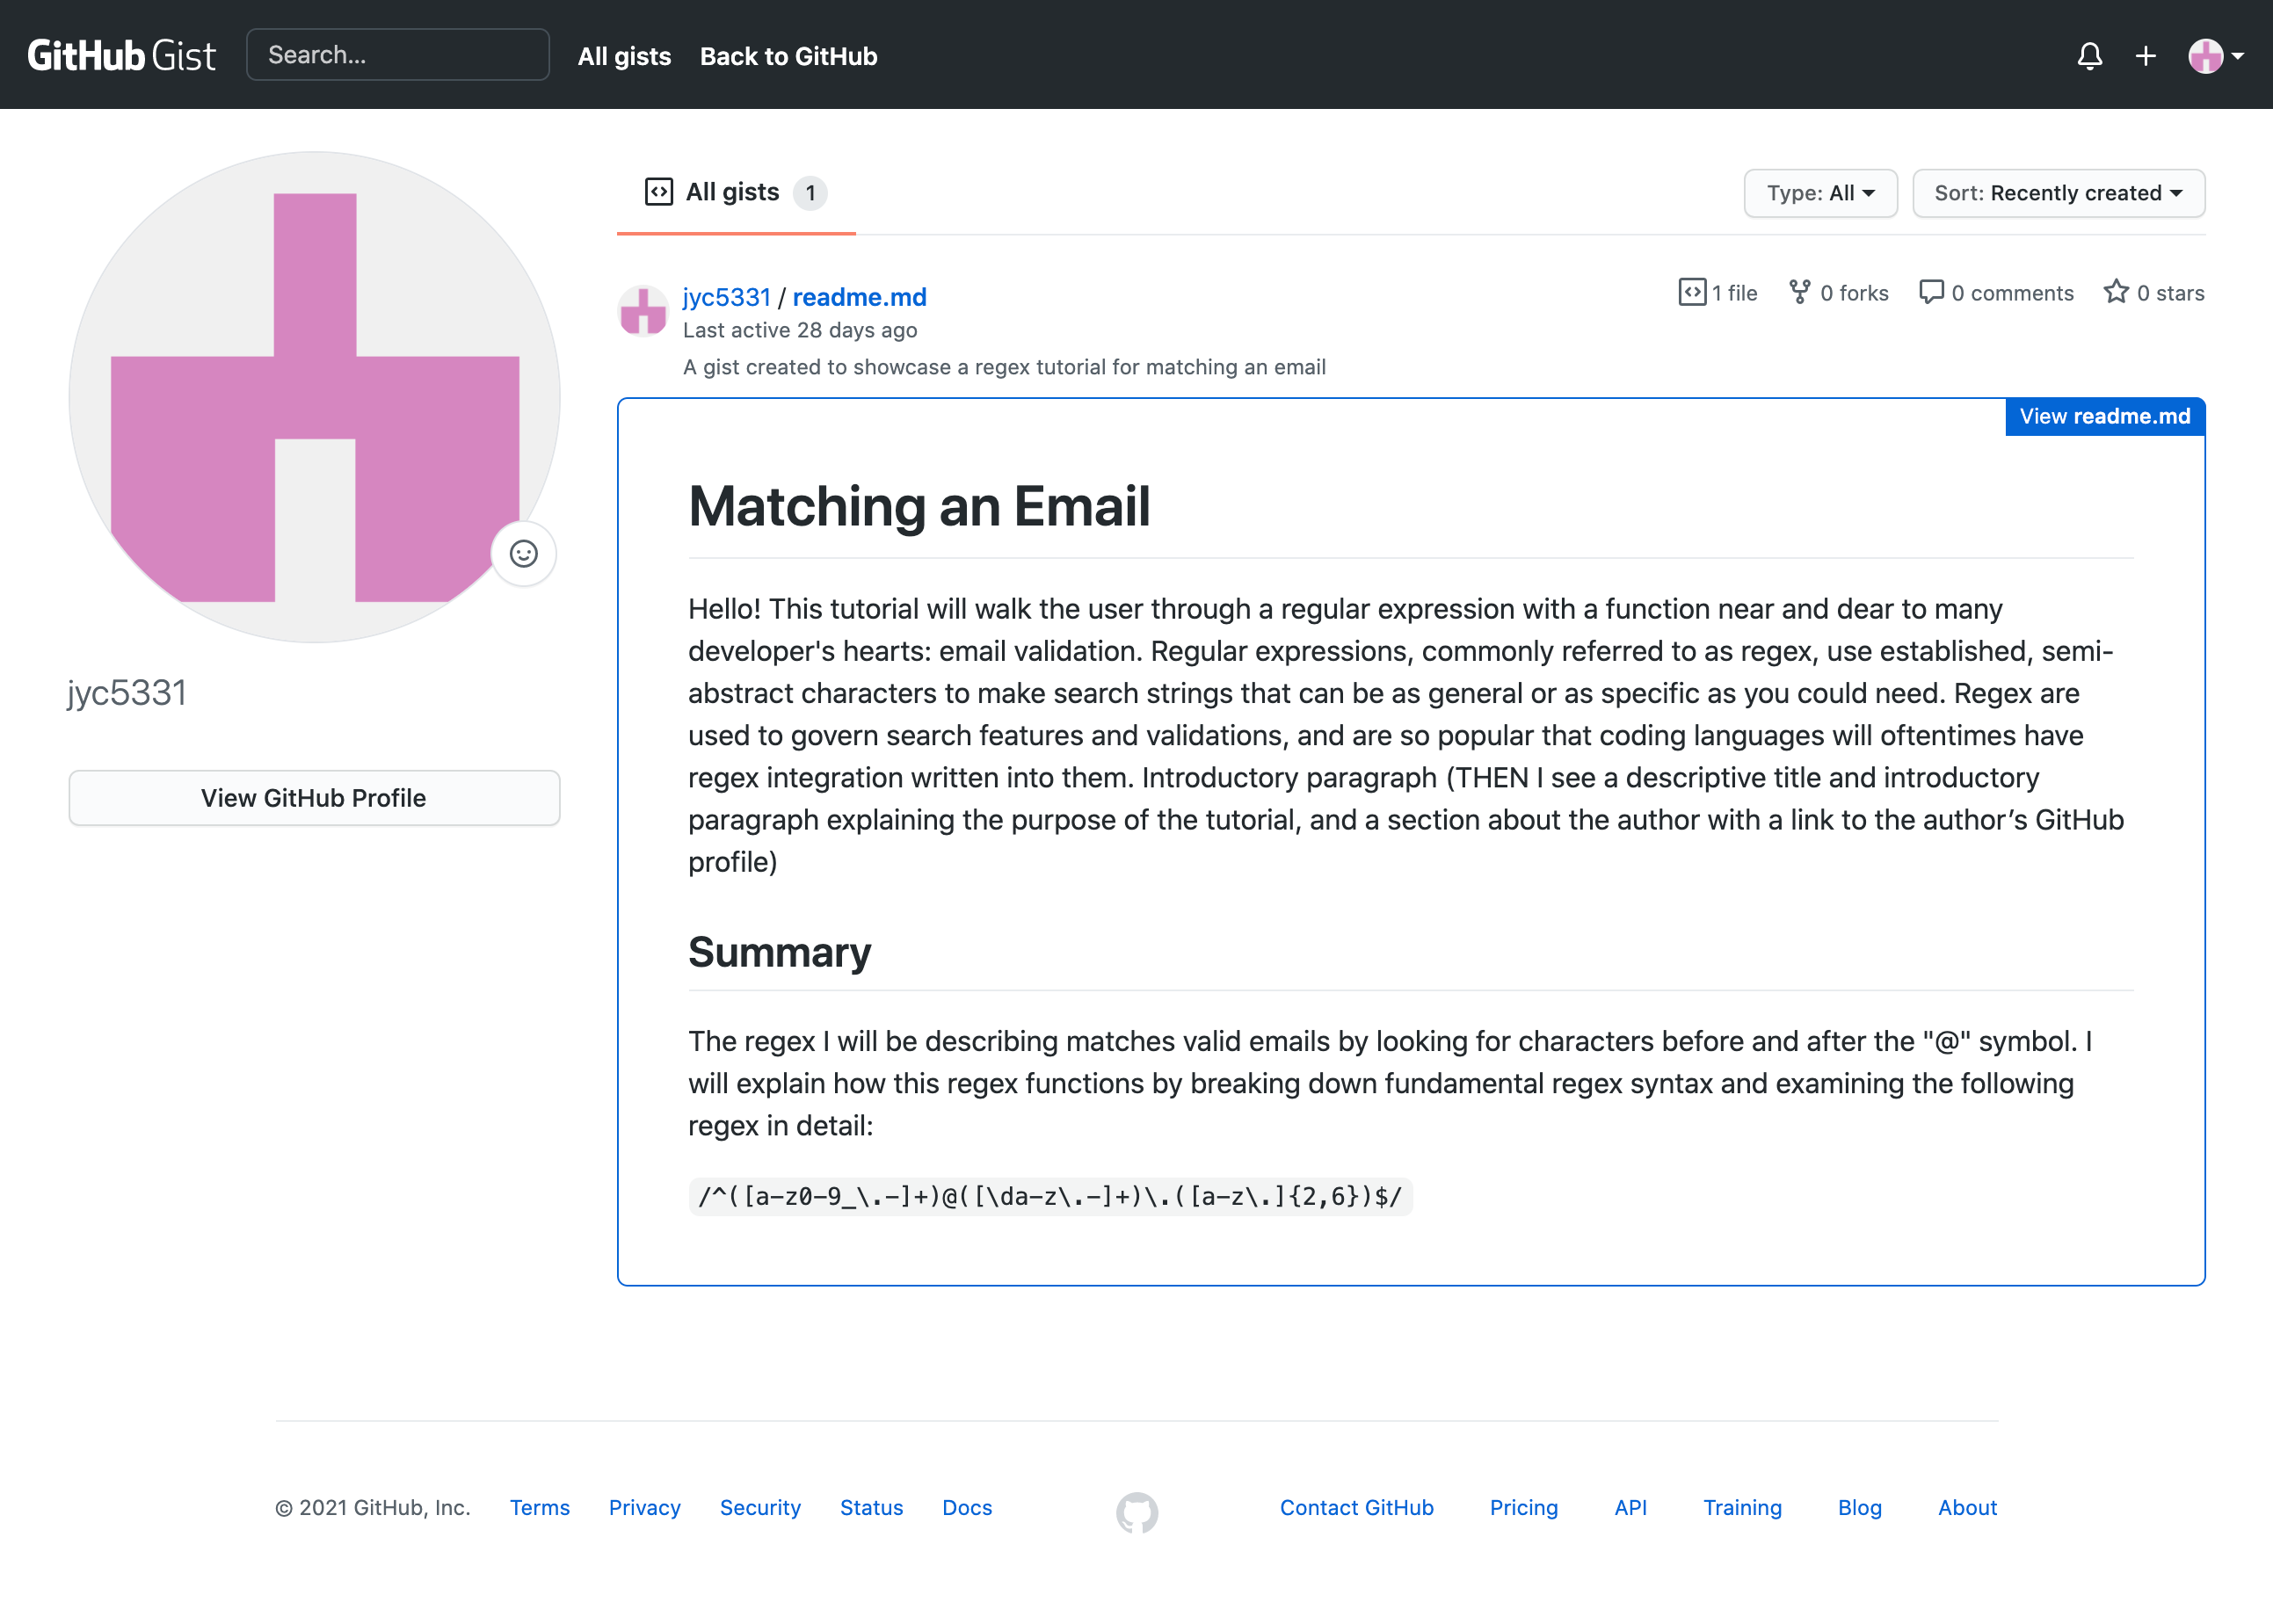 GitHub Gist Search... All gists Back to GitHub
All gists 1 Type: All Sort: Recently created
jyc5331 / readme.md
1 file 0 forks 0 comments 0 stars
Last active 28 days ago
A gist created to showcase a regex tutorial for matching an email
View readme.md
Matching an Email
Hello! This tutorial will walk the user through a regular expression with a function near and dear to many
developer's hearts: email validation. Regular expressions, commonly referred to as regex, use established, semi-
abstract characters to make search strings that can be as general or as specific as you could need. Regex are
used to govern search features and validations, and are so popular that coding languages will oftentimes have
regex integration written into them. Introductory paragraph (THEN I see a descriptive title and introductory
paragraph explaining the purpose of the tutorial, and a section about the author with a link to the author’s GitHub
profile)
Summary
The regex I will be describing matches valid emails by looking for characters before and after the "@" symbol. I
will explain how this regex functions by breaking down fundamental regex syntax and examining the following
regex in detail:
/^([a-z0-9_\.-]+)@([\da-z\.-]+)\.([a-z\.]{2,6})$/
jyc5331
View GitHub Profile
© 2021 GitHub, Inc. Terms Privacy Security Status Docs Contact GitHub Pricing API Training Blog About